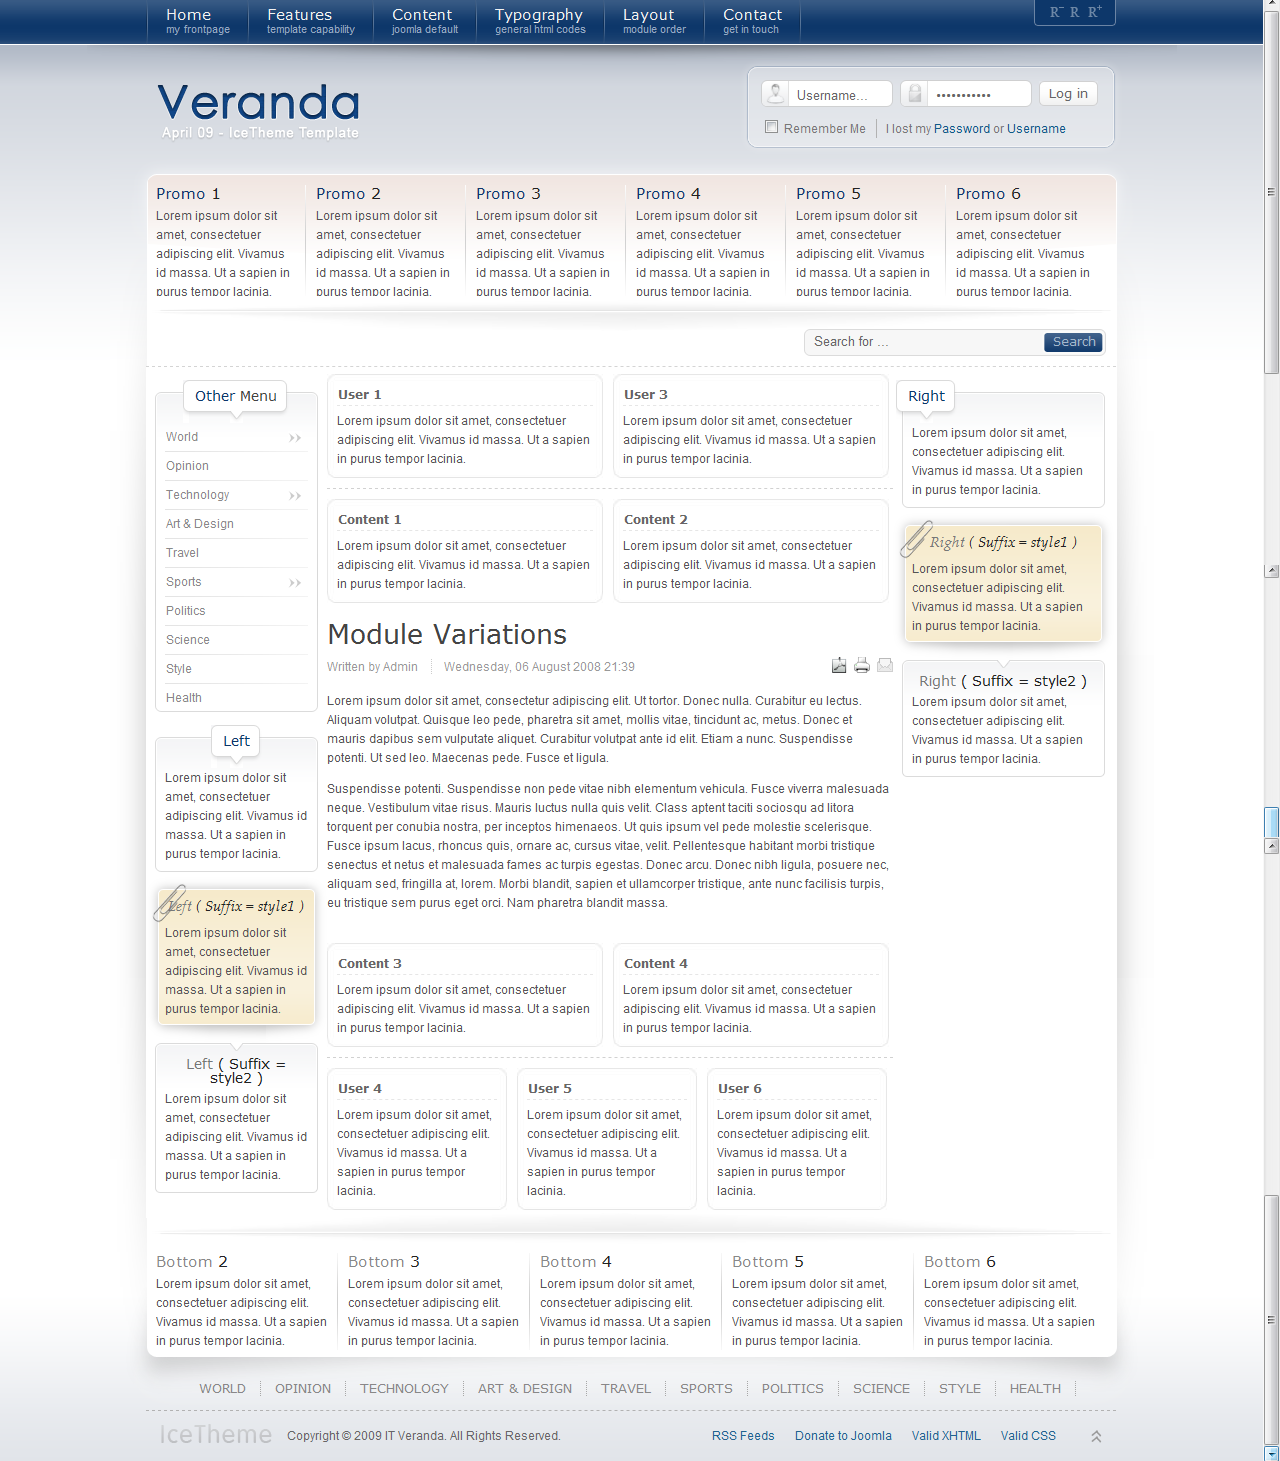 Home Features Content Typography Layout Contact
my frontpage template capability joomla default general html codes module order get in touch
R- R R+
Veranda
April 09 - IceTheme Template
Username...
•••••••••••
Log in
Remember Me
I lost my Password or Username
Promo 1
Lorem ipsum dolor sit
amet, consectetuer
adipiscing elit. Vivamus
id massa. Ut a sapien in
purus tempor lacinia.
Promo 2
Lorem ipsum dolor sit
amet, consectetuer
adipiscing elit. Vivamus
id massa. Ut a sapien in
purus tempor lacinia.
Promo 3
Lorem ipsum dolor sit
amet, consectetuer
adipiscing elit. Vivamus
id massa. Ut a sapien in
purus tempor lacinia.
Promo 4
Lorem ipsum dolor sit
amet, consectetuer
adipiscing elit. Vivamus
id massa. Ut a sapien in
purus tempor lacinia.
Promo 5
Lorem ipsum dolor sit
amet, consectetuer
adipiscing elit. Vivamus
id massa. Ut a sapien in
purus tempor lacinia.
Promo 6
Lorem ipsum dolor sit
amet, consectetuer
adipiscing elit. Vivamus
id massa. Ut a sapien in
purus tempor lacinia.
Search for ...
Search
Other Menu
World
Opinion
Technology
Art & Design
Travel
Sports
Politics
Science
Style
Health
Left
Lorem ipsum dolor sit
amet, consectetuer
adipiscing elit. Vivamus id
massa. Ut a sapien in
purus tempor lacinia.
Left ( Suffix = style1 )
Lorem ipsum dolor sit
amet, consectetuer
adipiscing elit. Vivamus id
massa. Ut a sapien in
purus tempor lacinia.
Left ( Suffix =
style2 )
Lorem ipsum dolor sit
amet, consectetuer
adipiscing elit. Vivamus id
massa. Ut a sapien in
purus tempor lacinia.
User 1
Lorem ipsum dolor sit amet, consectetuer
adipiscing elit. Vivamus id massa. Ut a sapien
in purus tempor lacinia.
User 3
Lorem ipsum dolor sit amet, consectetuer
adipiscing elit. Vivamus id massa. Ut a sapien
in purus tempor lacinia.
Content 1
Lorem ipsum dolor sit amet, consectetuer
adipiscing elit. Vivamus id massa. Ut a sapien
in purus tempor lacinia.
Content 2
Lorem ipsum dolor sit amet, consectetuer
adipiscing elit. Vivamus id massa. Ut a sapien
in purus tempor lacinia.
Module Variations
Written by Admin Wednesday, 06 August 2008 21:39
Lorem ipsum dolor sit amet, consectetur adipiscing elit. Ut tortor. Donec nulla. Curabitur eu lectus.
Aliquam volutpat. Quisque leo pede, pharetra sit amet, mollis vitae, tincidunt ac, metus. Donec et
mauris dapibus sem vulputate aliquet. Curabitur volutpat ante id elit. Etiam a nunc. Suspendisse
potenti. Ut sed leo. Maecenas pede. Fusce et ligula.
Suspendisse potenti. Suspendisse non pede vitae nibh elementum vehicula. Fusce viverra malesuada
neque. Vestibulum vitae risus. Mauris luctus nulla quis velit. Class aptent taciti sociosqu ad litora
torquent per conubia nostra, per inceptos himenaeos. Ut quis ipsum vel pede molestie scelerisque.
Fusce ipsum lacus, rhoncus quis, ornare ac, cursus vitae, velit. Pellentesque habitant morbi tristique
senectus et netus et malesuada fames ac turpis egestas. Donec arcu. Donec nibh ligula, posuere nec,
aliquam sed, fringilla at, lorem. Morbi blandit, sapien et ullamcorper tristique, ante nunc facilisis turpis,
eu tristique sem purus eget orci. Nam pharetra blandit massa.
Content 3
Lorem ipsum dolor sit amet, consectetuer
adipiscing elit. Vivamus id massa. Ut a sapien
in purus tempor lacinia.
Content 4
Lorem ipsum dolor sit amet, consectetuer
adipiscing elit. Vivamus id massa. Ut a sapien
in purus tempor lacinia.
User 4
Lorem ipsum dolor sit amet,
consectetuer adipiscing elit.
Vivamus id massa. Ut a
sapien in purus tempor
lacinia.
User 5
Lorem ipsum dolor sit amet,
consectetuer adipiscing elit.
Vivamus id massa. Ut a
sapien in purus tempor
lacinia.
User 6
Lorem ipsum dolor sit amet,
consectetuer adipiscing elit.
Vivamus id massa. Ut a
sapien in purus tempor
lacinia.
Right
Lorem ipsum dolor sit amet,
consectetuer adipiscing elit.
Vivamus id massa. Ut a sapien
in purus tempor lacinia.
Right ( Suffix = style1 )
Lorem ipsum dolor sit amet,
consectetuer adipiscing elit.
Vivamus id massa. Ut a sapien
in purus tempor lacinia.
Right ( Suffix = style2 )
Lorem ipsum dolor sit amet,
consectetuer adipiscing elit.
Vivamus id massa. Ut a sapien
in purus tempor lacinia.
Bottom 2
Lorem ipsum dolor sit amet,
consectetuer adipiscing elit.
Vivamus id massa. Ut a sapien
in purus tempor lacinia.
Bottom 3
Lorem ipsum dolor sit amet,
consectetuer adipiscing elit.
Vivamus id massa. Ut a sapien
in purus tempor lacinia.
Bottom 4
Lorem ipsum dolor sit amet,
consectetuer adipiscing elit.
Vivamus id massa. Ut a sapien
in purus tempor lacinia.
Bottom 5
Lorem ipsum dolor sit amet,
consectetuer adipiscing elit.
Vivamus id massa. Ut a sapien
in purus tempor lacinia.
Bottom 6
Lorem ipsum dolor sit amet,
consectetuer adipiscing elit.
Vivamus id massa. Ut a sapien
in purus tempor lacinia.
WORLD OPINION TECHNOLOGY ART & DESIGN TRAVEL SPORTS POLITICS SCIENCE STYLE HEALTH
IceTheme Copyright © 2009 IT Veranda. All Rights Reserved. RSS Feeds Donate to Joomla Valid XHTML Valid CSS